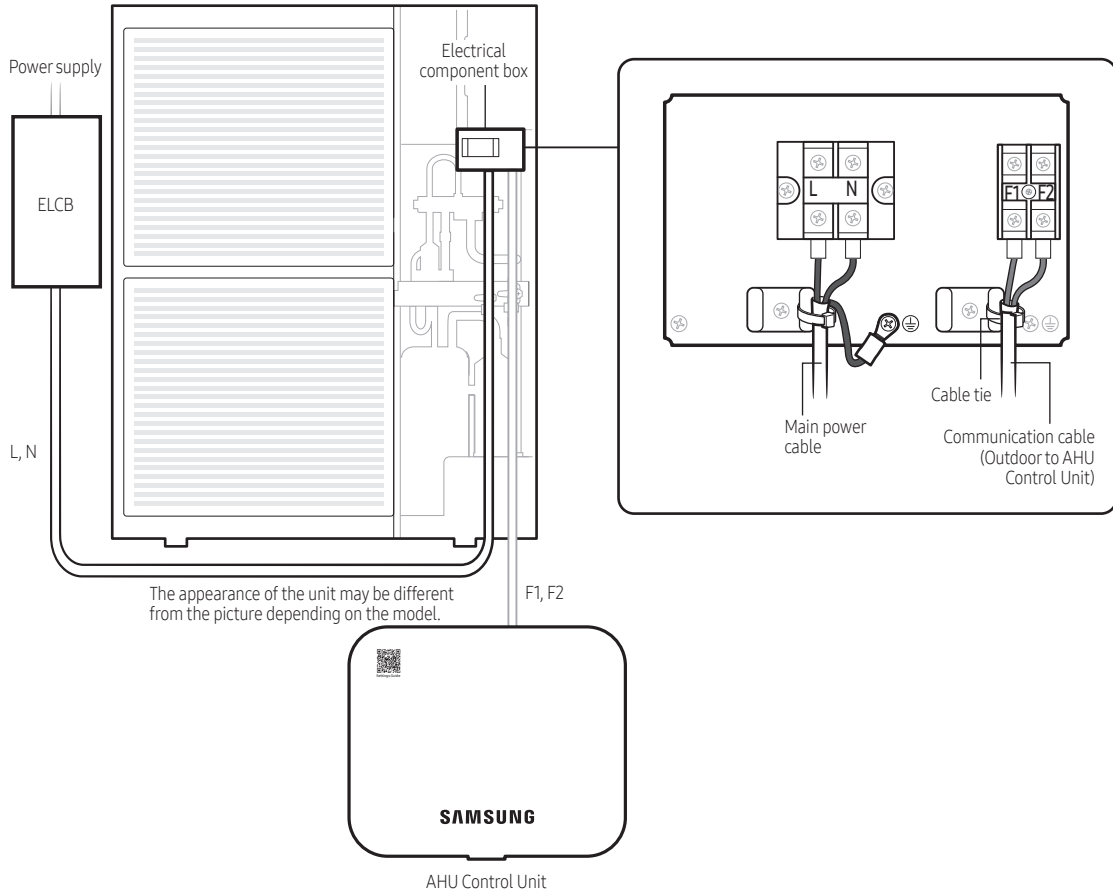 Power supply
ELCB
L, N
Electrical
component box
L N
F1 F2
Main power
cable
Cable tie
Communication cable
(Outdoor to AHU
Control Unit)
The appearance of the unit may be different
from the picture depending on the model.
F1, F2
Settings Guide
SAMSUNG
AHU Control Unit